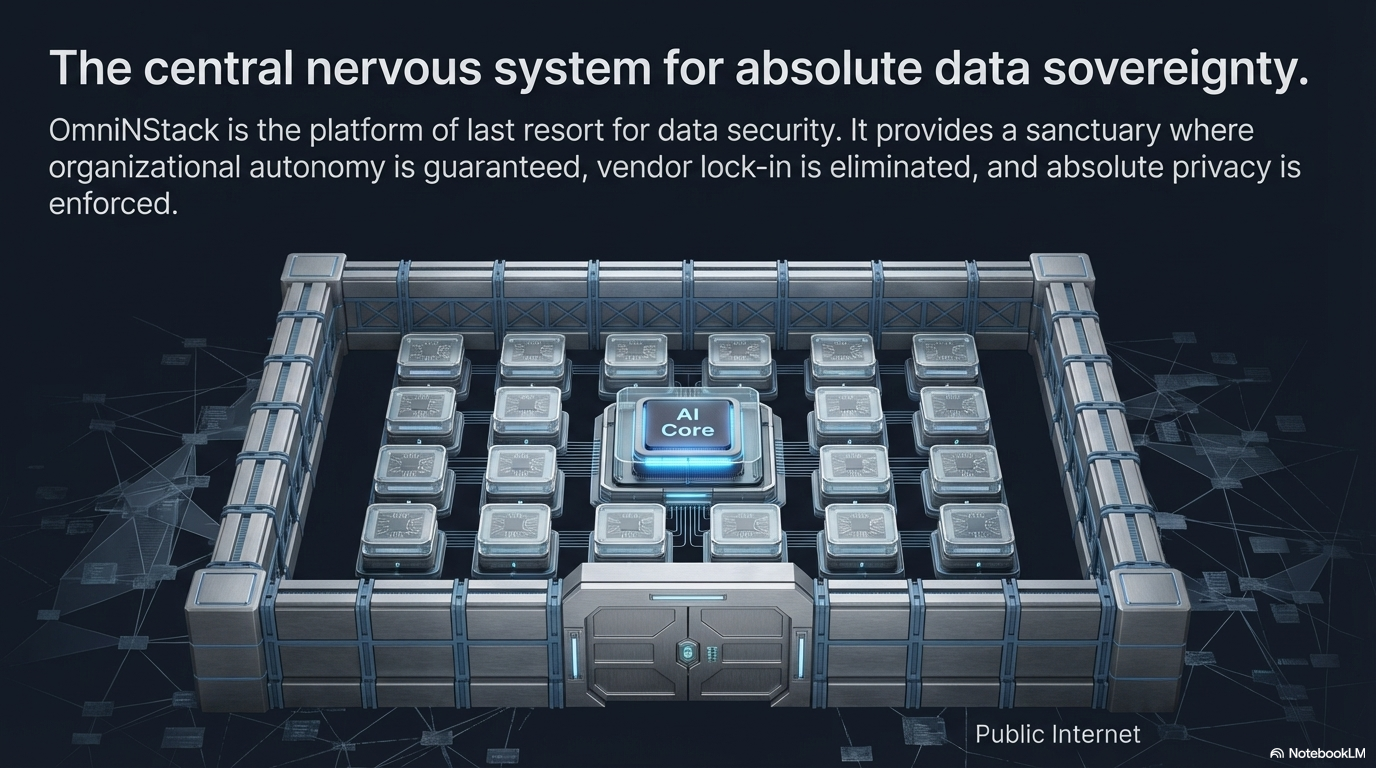 The central nervous system for absolute data sovereignty.
OmniNStack is the platform of last resort for data security. It provides a sanctuary where
organizational autonomy is guaranteed, vendor lock-in is eliminated, and absolute privacy is
enforced.
AI
Core
Public Internet
NotebookLM